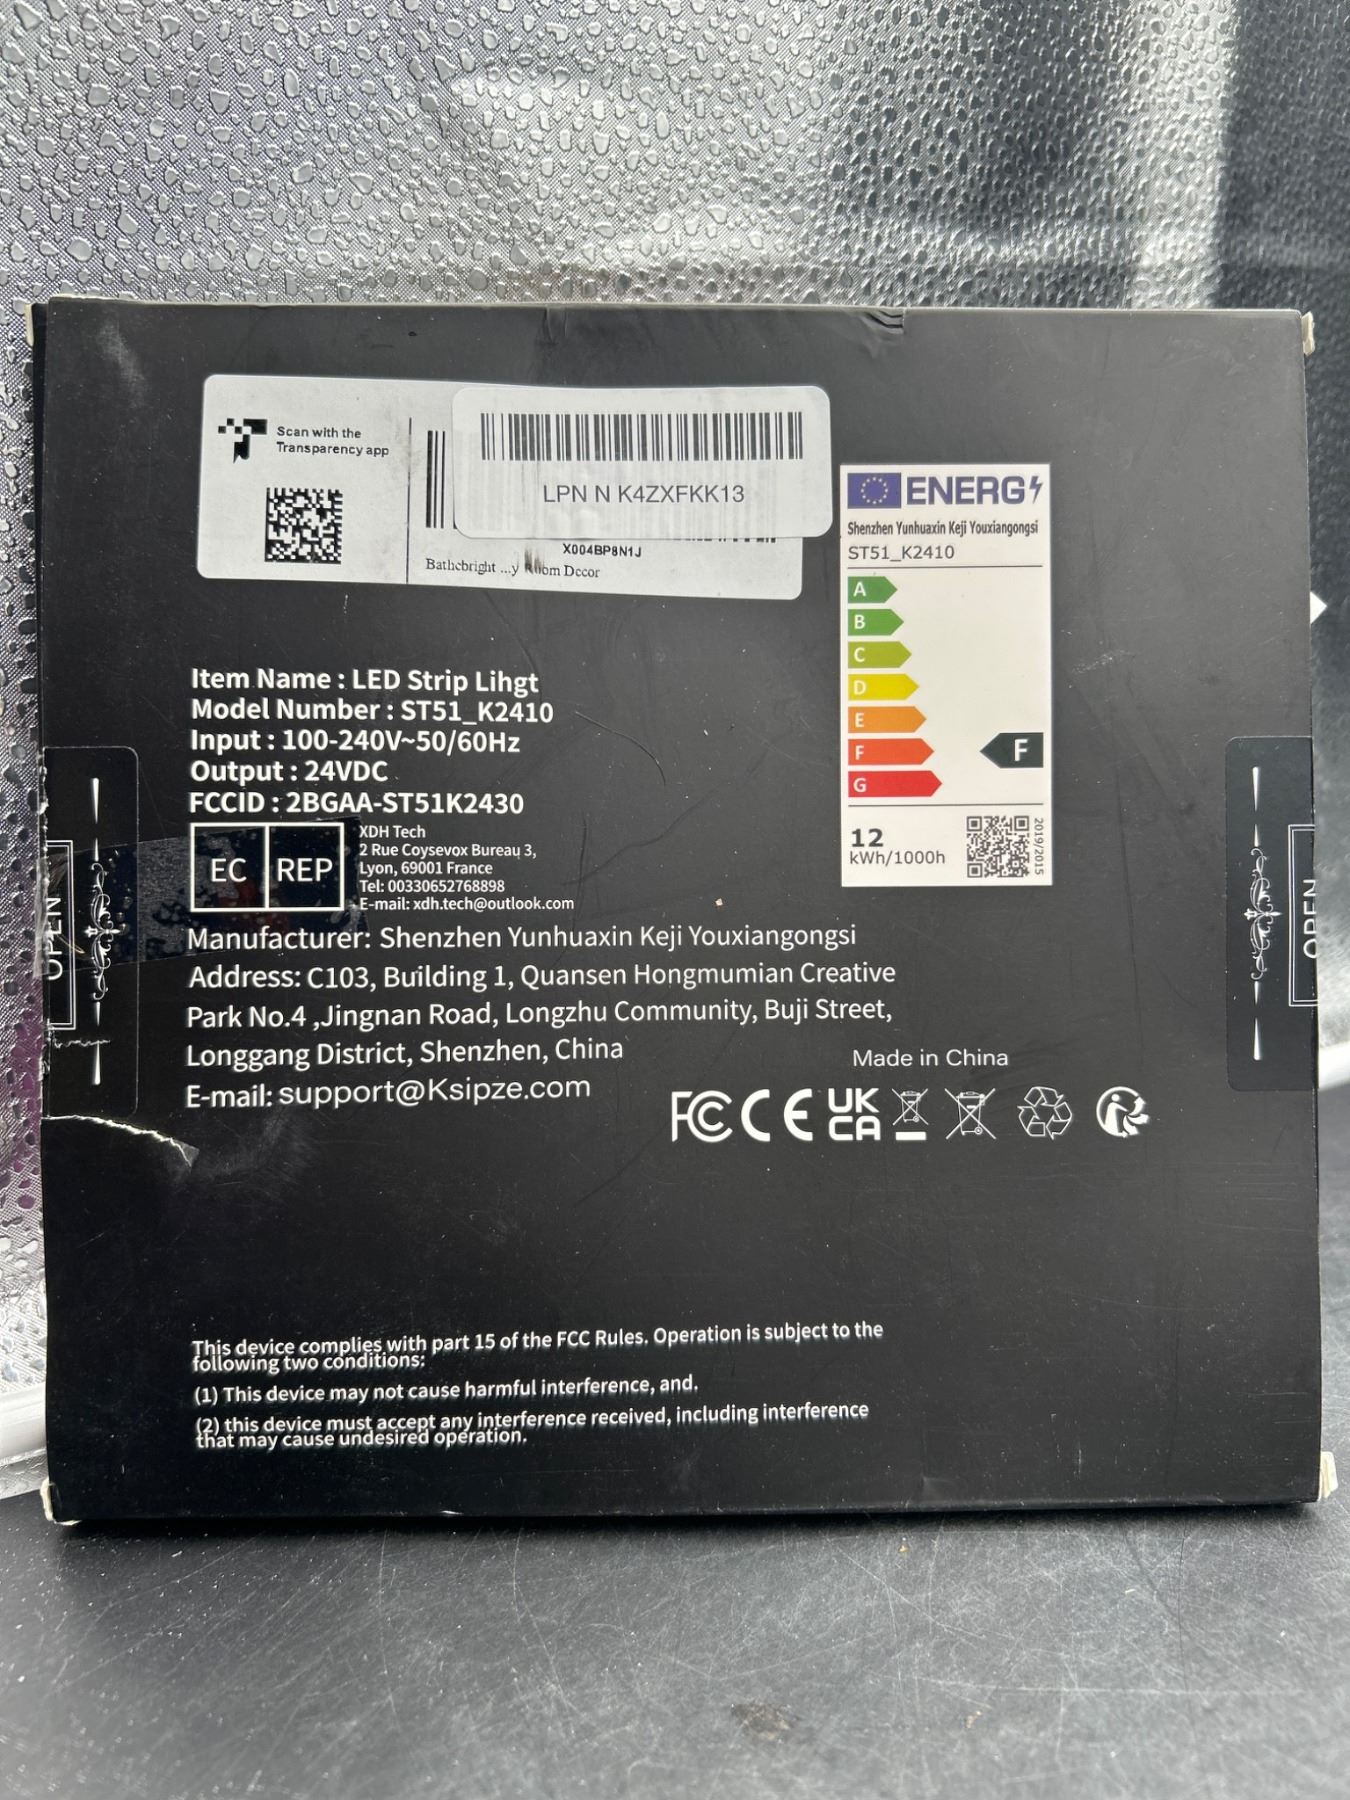 Scan with the
Transparency app
LPN N K4ZXFKK13
X004BP8N1J
Bathebright ...y Room Decor
ENERG
Shenzhen Yunhuaxin Keji Youxiangongsi
ST51_K2410
A
B
C
D
E
F
F
G
12
kWh/1000h
2019/2015
Item Name : LED Strip Lihgt
Model Number : ST51_K2410
Input : 100-240V~50/60Hz
Output : 24VDC
FCCID : 2BGAA-ST51K2430
EC REP
XDH Tech
2 Rue Coysevox Bureau 3,
Lyon, 69001 France
Tel: 00330652768898
E-mail: xdh.tech@outlook.com
Manufacturer: Shenzhen Yunhuaxin Keji Youxiangongsi
Address: C103, Building 1, Quansen Hongmumian Creative
Park No.4 ,Jingnan Road, Longzhu Community, Buji Street,
Longgang District, Shenzhen, China
E-mail: support@Ksipze.com
Made in China
FC CE UK CA
OPEN
OPEN
This device complies with part 15 of the FCC Rules. Operation is subject to the
following two conditions:
(1) This device may not cause harmful interference, and.
(2) this device must accept any interference received, including interference
that may cause undesired operation.